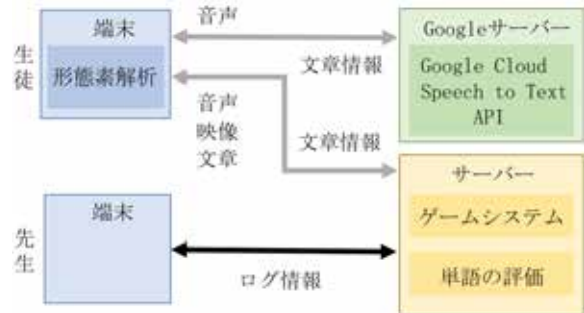 生徒
端末
形態素解析
音声
文章情報
Googleサーバー
Google Cloud
Speech to Text
API
音声
映像
文章
文章情報
サーバー
ゲームシステム
単語の評価
先生
端末
ログ情報